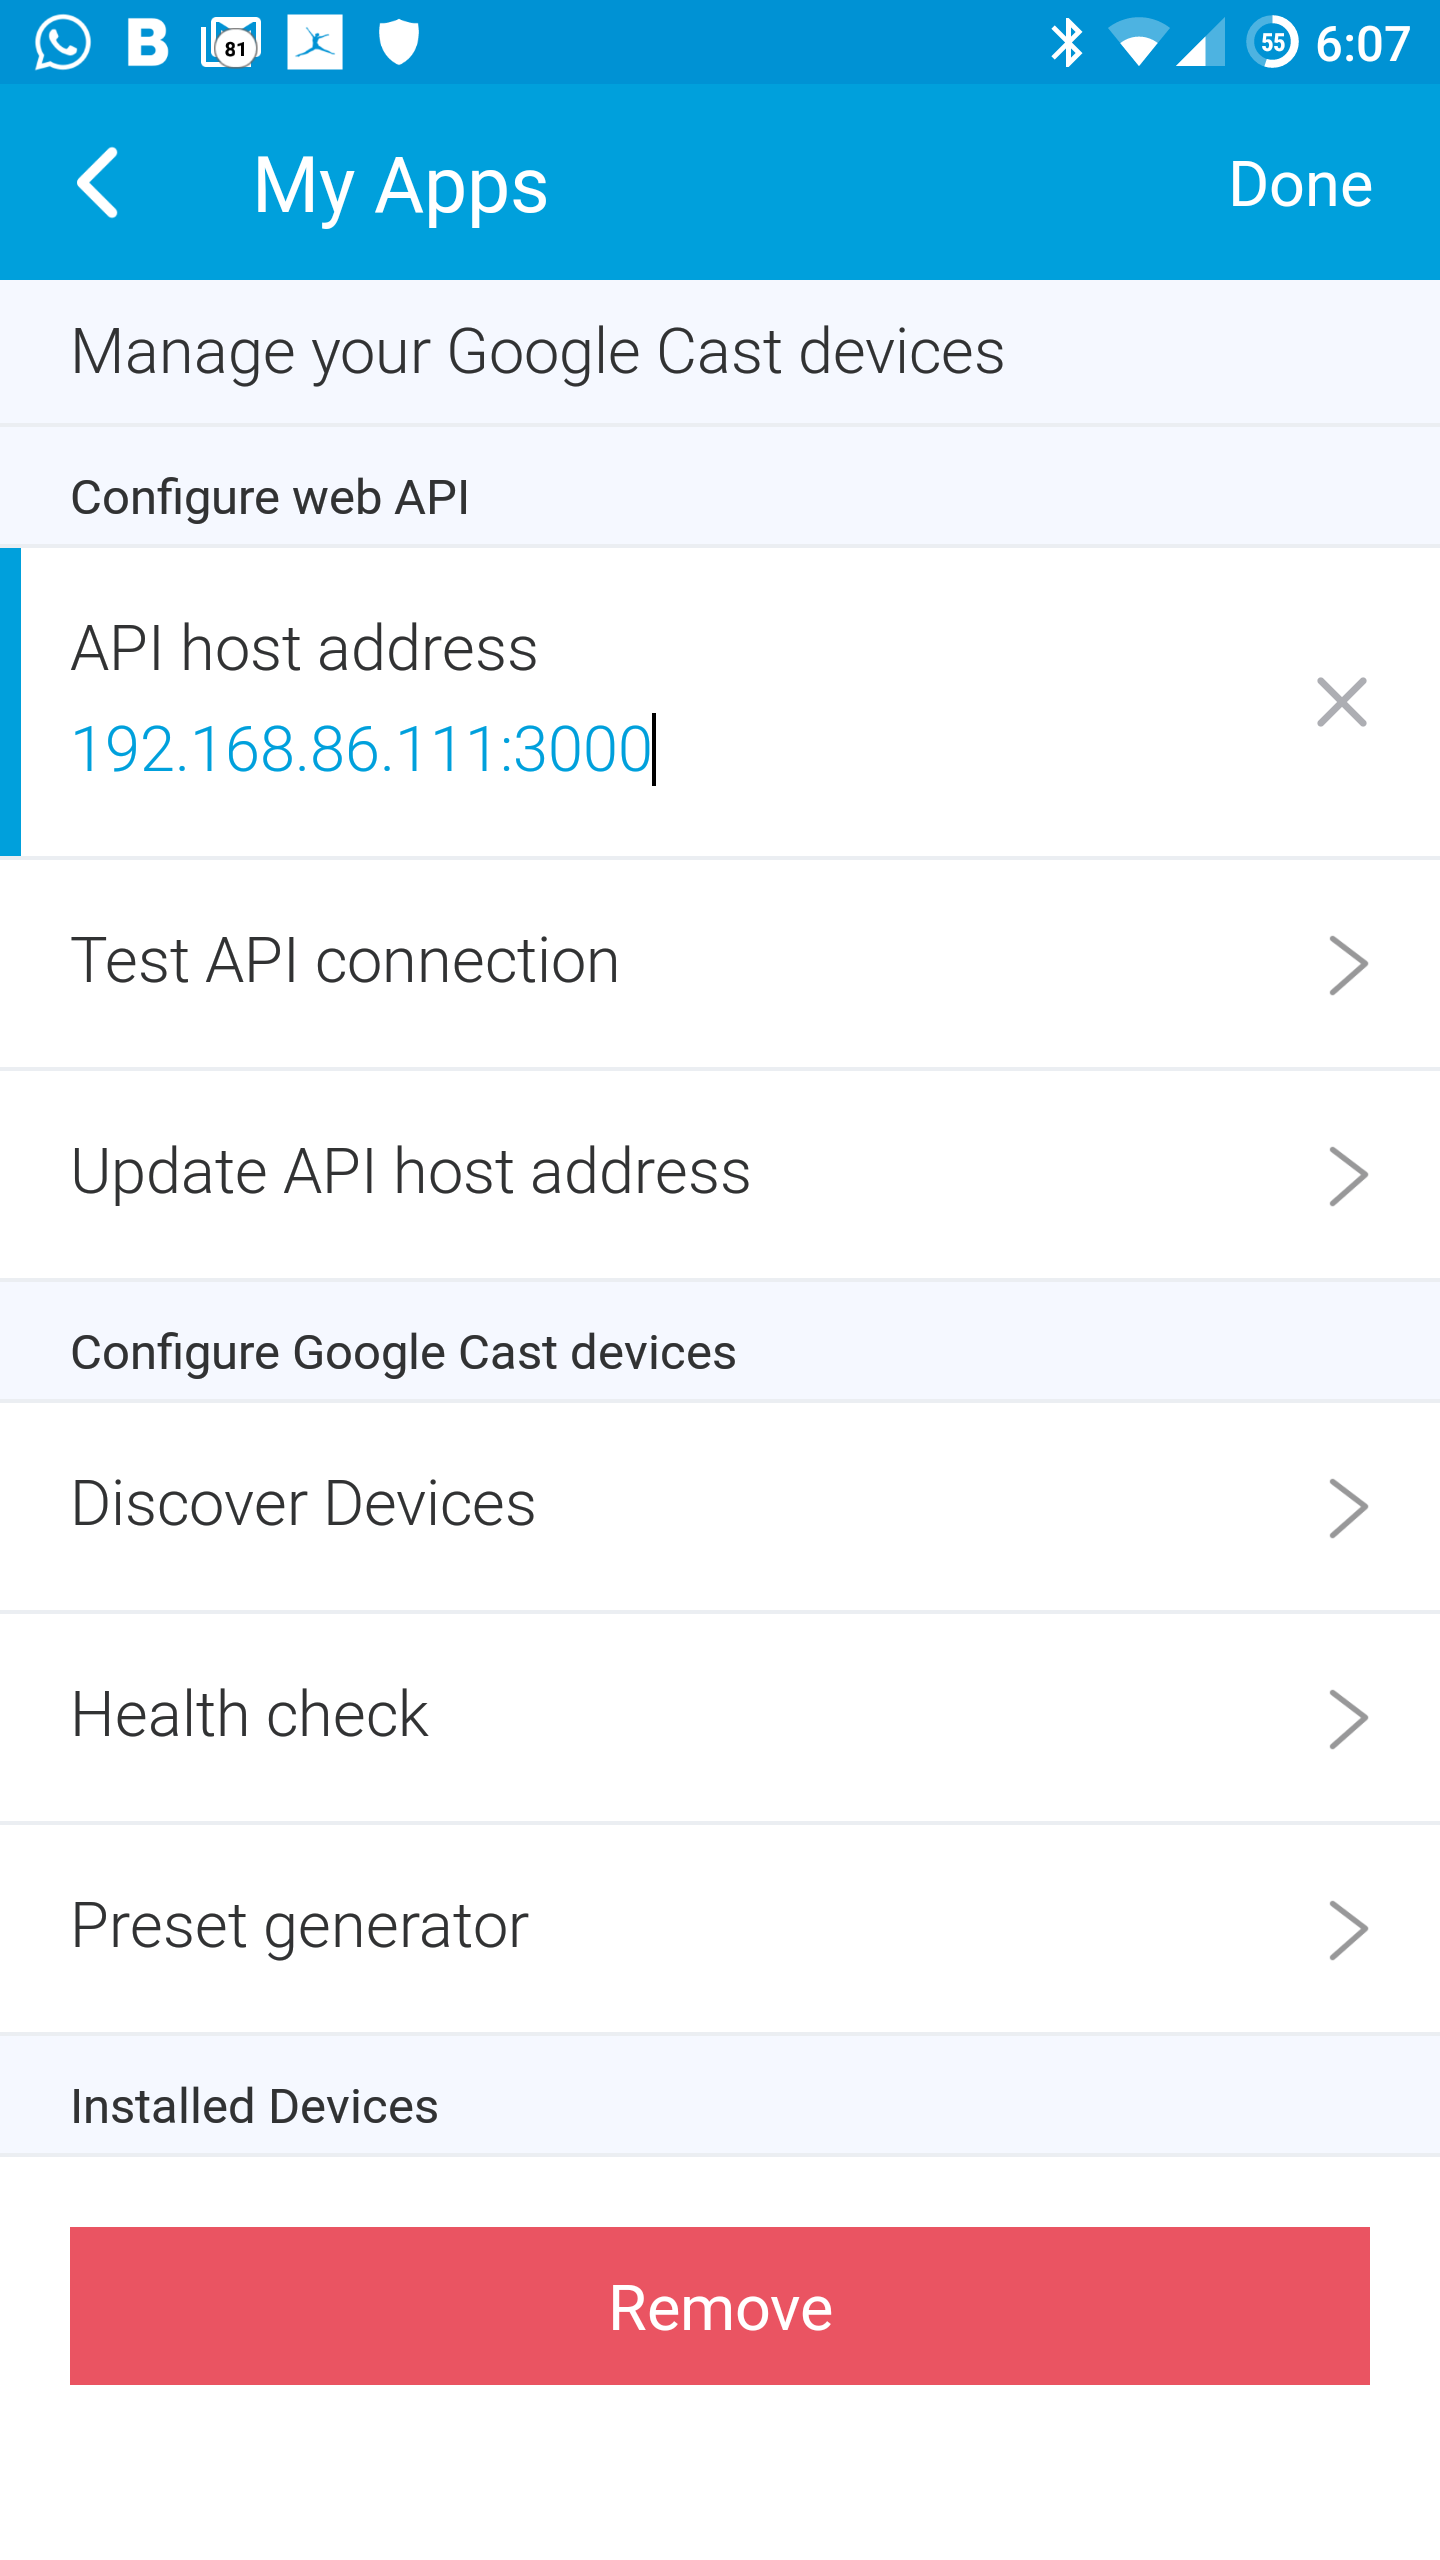 B 81 55 6:07
My Apps Done
Manage your Google Cast devices
Configure web API
API host address
192.168.86.111:3000
Test API connection
Update API host address
Configure Google Cast devices
Discover Devices
Health check
Preset generator
Installed Devices
Remove